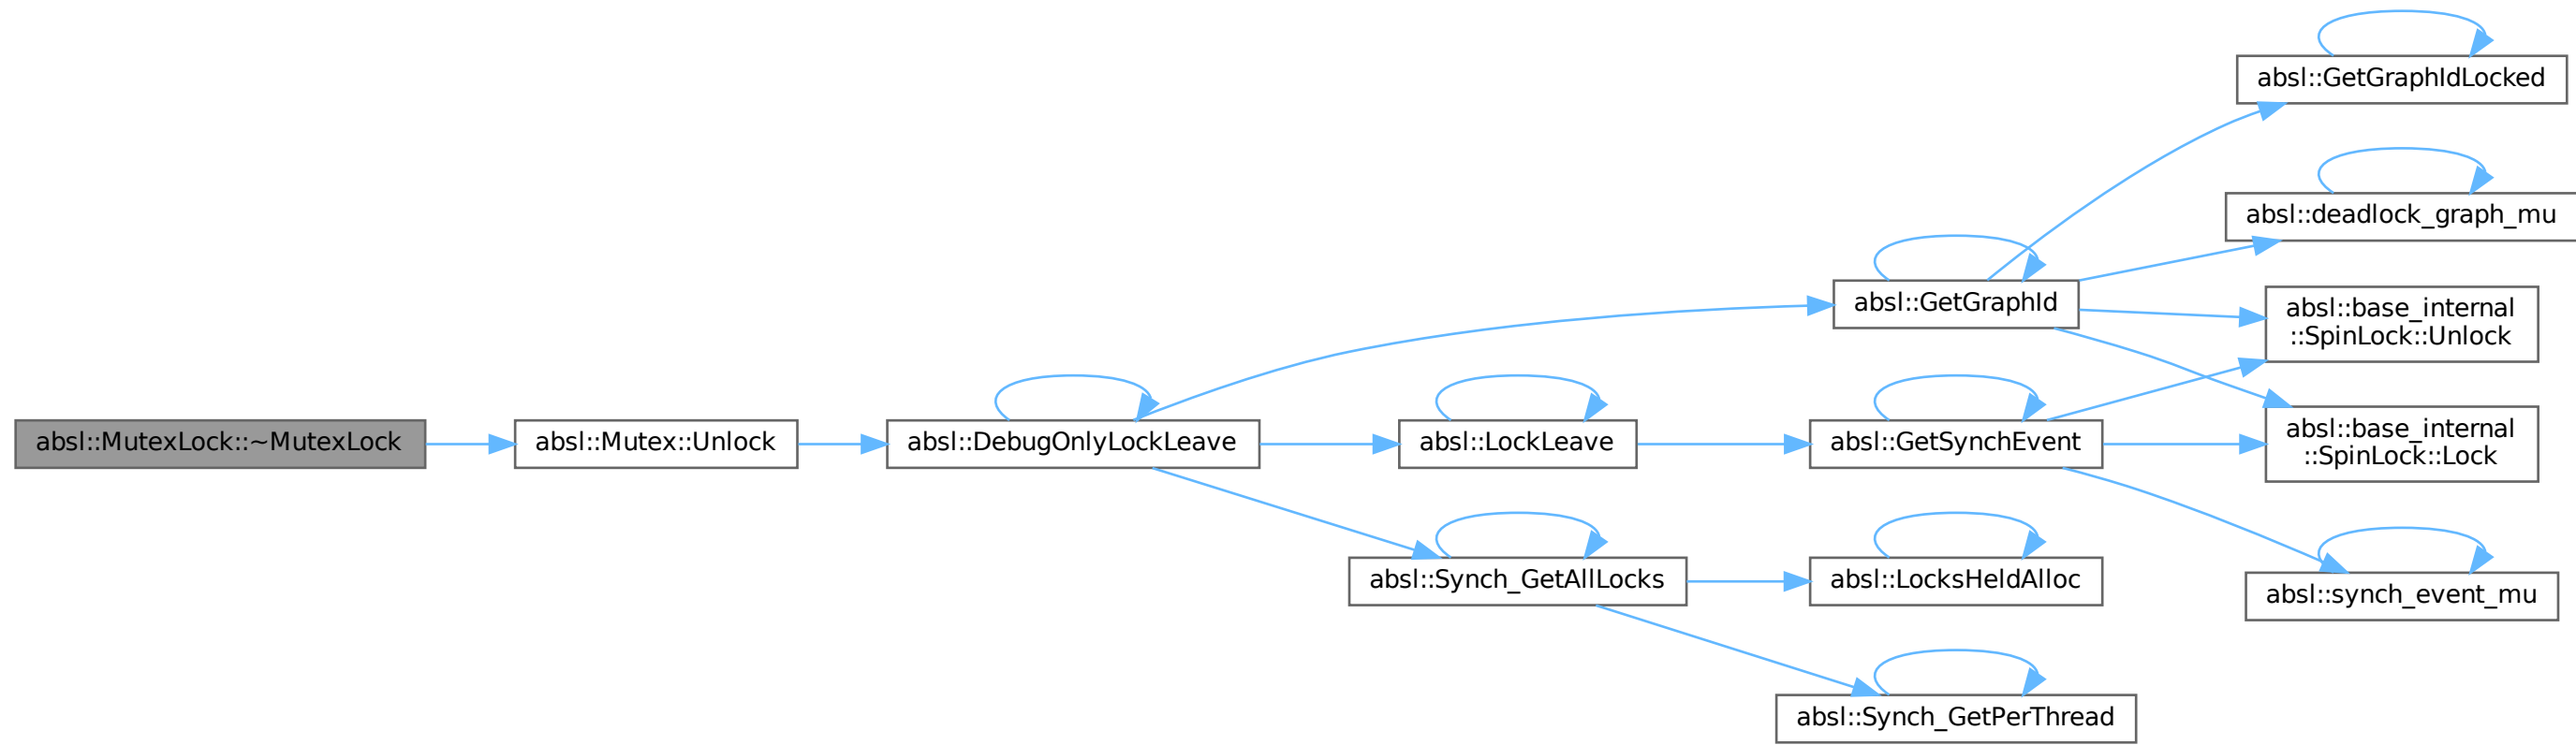 absl::MutexLock::~MutexLock
absl::Mutex::Unlock
absl::DebugOnlyLockLeave
absl::GetGraphId
absl::GetGraphIdLocked
absl::deadlock_graph_mu
absl::base_internal
::SpinLock::Unlock
absl::base_internal
::SpinLock::Lock
absl::LockLeave
absl::GetSynchEvent
absl::synch_event_mu
absl::Synch_GetAllLocks
absl::LocksHeldAlloc
absl::Synch_GetPerThread